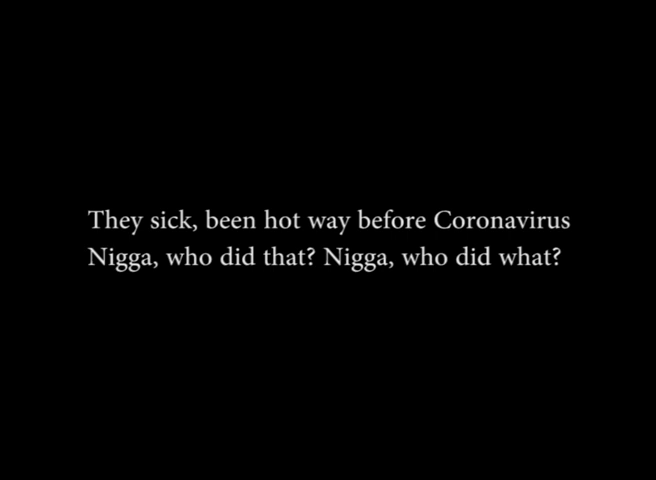 They sick, been hot way before Coronavirus
Nigga, who did that? Nigga, who did what?